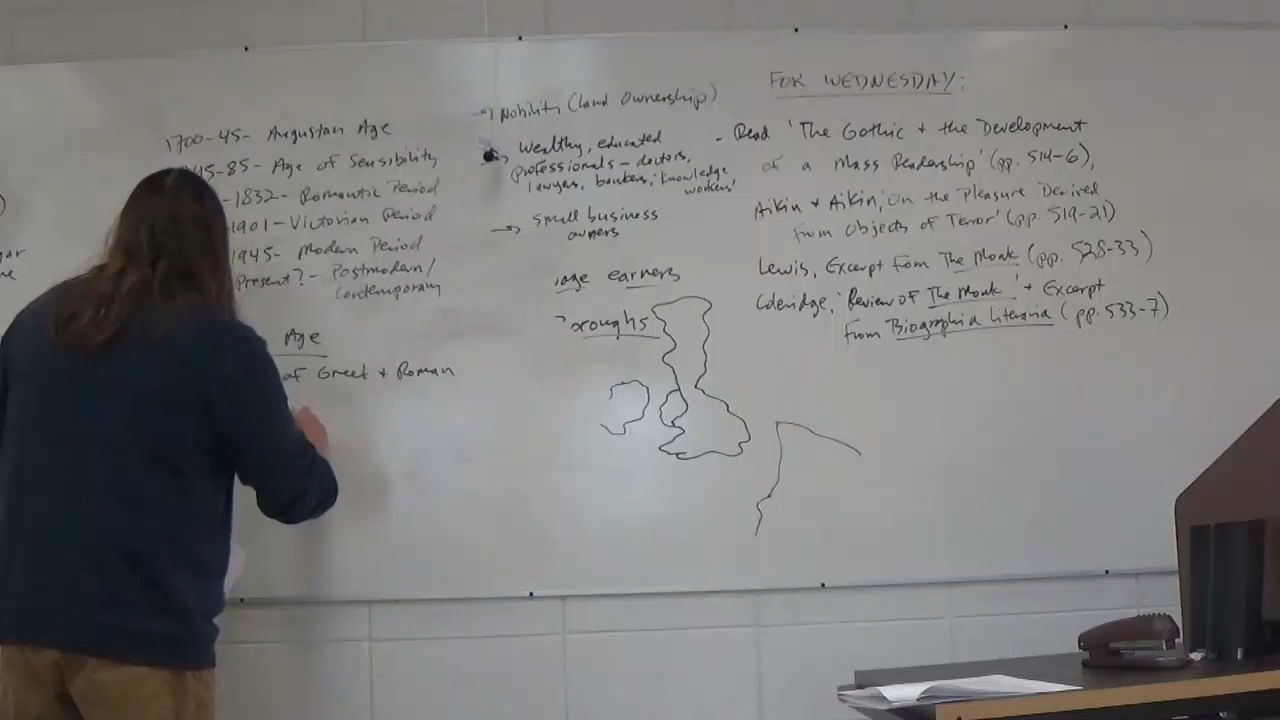 )
1700-45- Augustan Age
45-85- Age of Sensibility
-1832- Romantic Period
1901- Victorian Period
1945- Modern Period
Present?- Postmodern/
Contemporary
Age
of Greek + Roman
→ Nobility (Land Ownership)
→ Wealthy, educated
professionals - doctors,
lawyers, bankers, 'knowledge
workers'
→ Small business
owners
age earners
oroughs
FOR WEDNESDAY:
- Read 'The Gothic + the Development
of a Mass Readership' (pp. 514-6),
Aikin + Aikin, 'On the Pleasure Derived
from Objects of Terror' (pp. 519-21)
Lewis, Excerpt from The Monk (pp. 528-33)
Coleridge, 'Review of The Monk' + Excerpt
from Biographia Literaria (pp. 533-7)